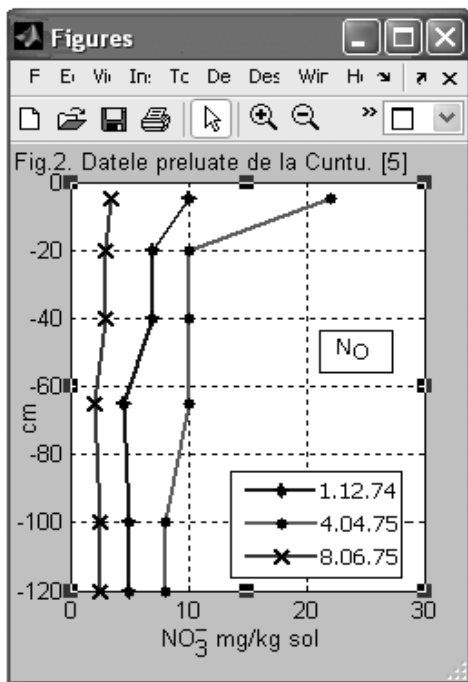 Figures
F E Vi In: Tc De Des Wir H
»
Fig.2. Datele preluate de la Cuntu. [5]
0
-20
-40
-60
-80
-100
-120
cm
N₀
1.12.74
4.04.75
8.06.75
0 10 20 30
NO₃⁻ mg/kg sol